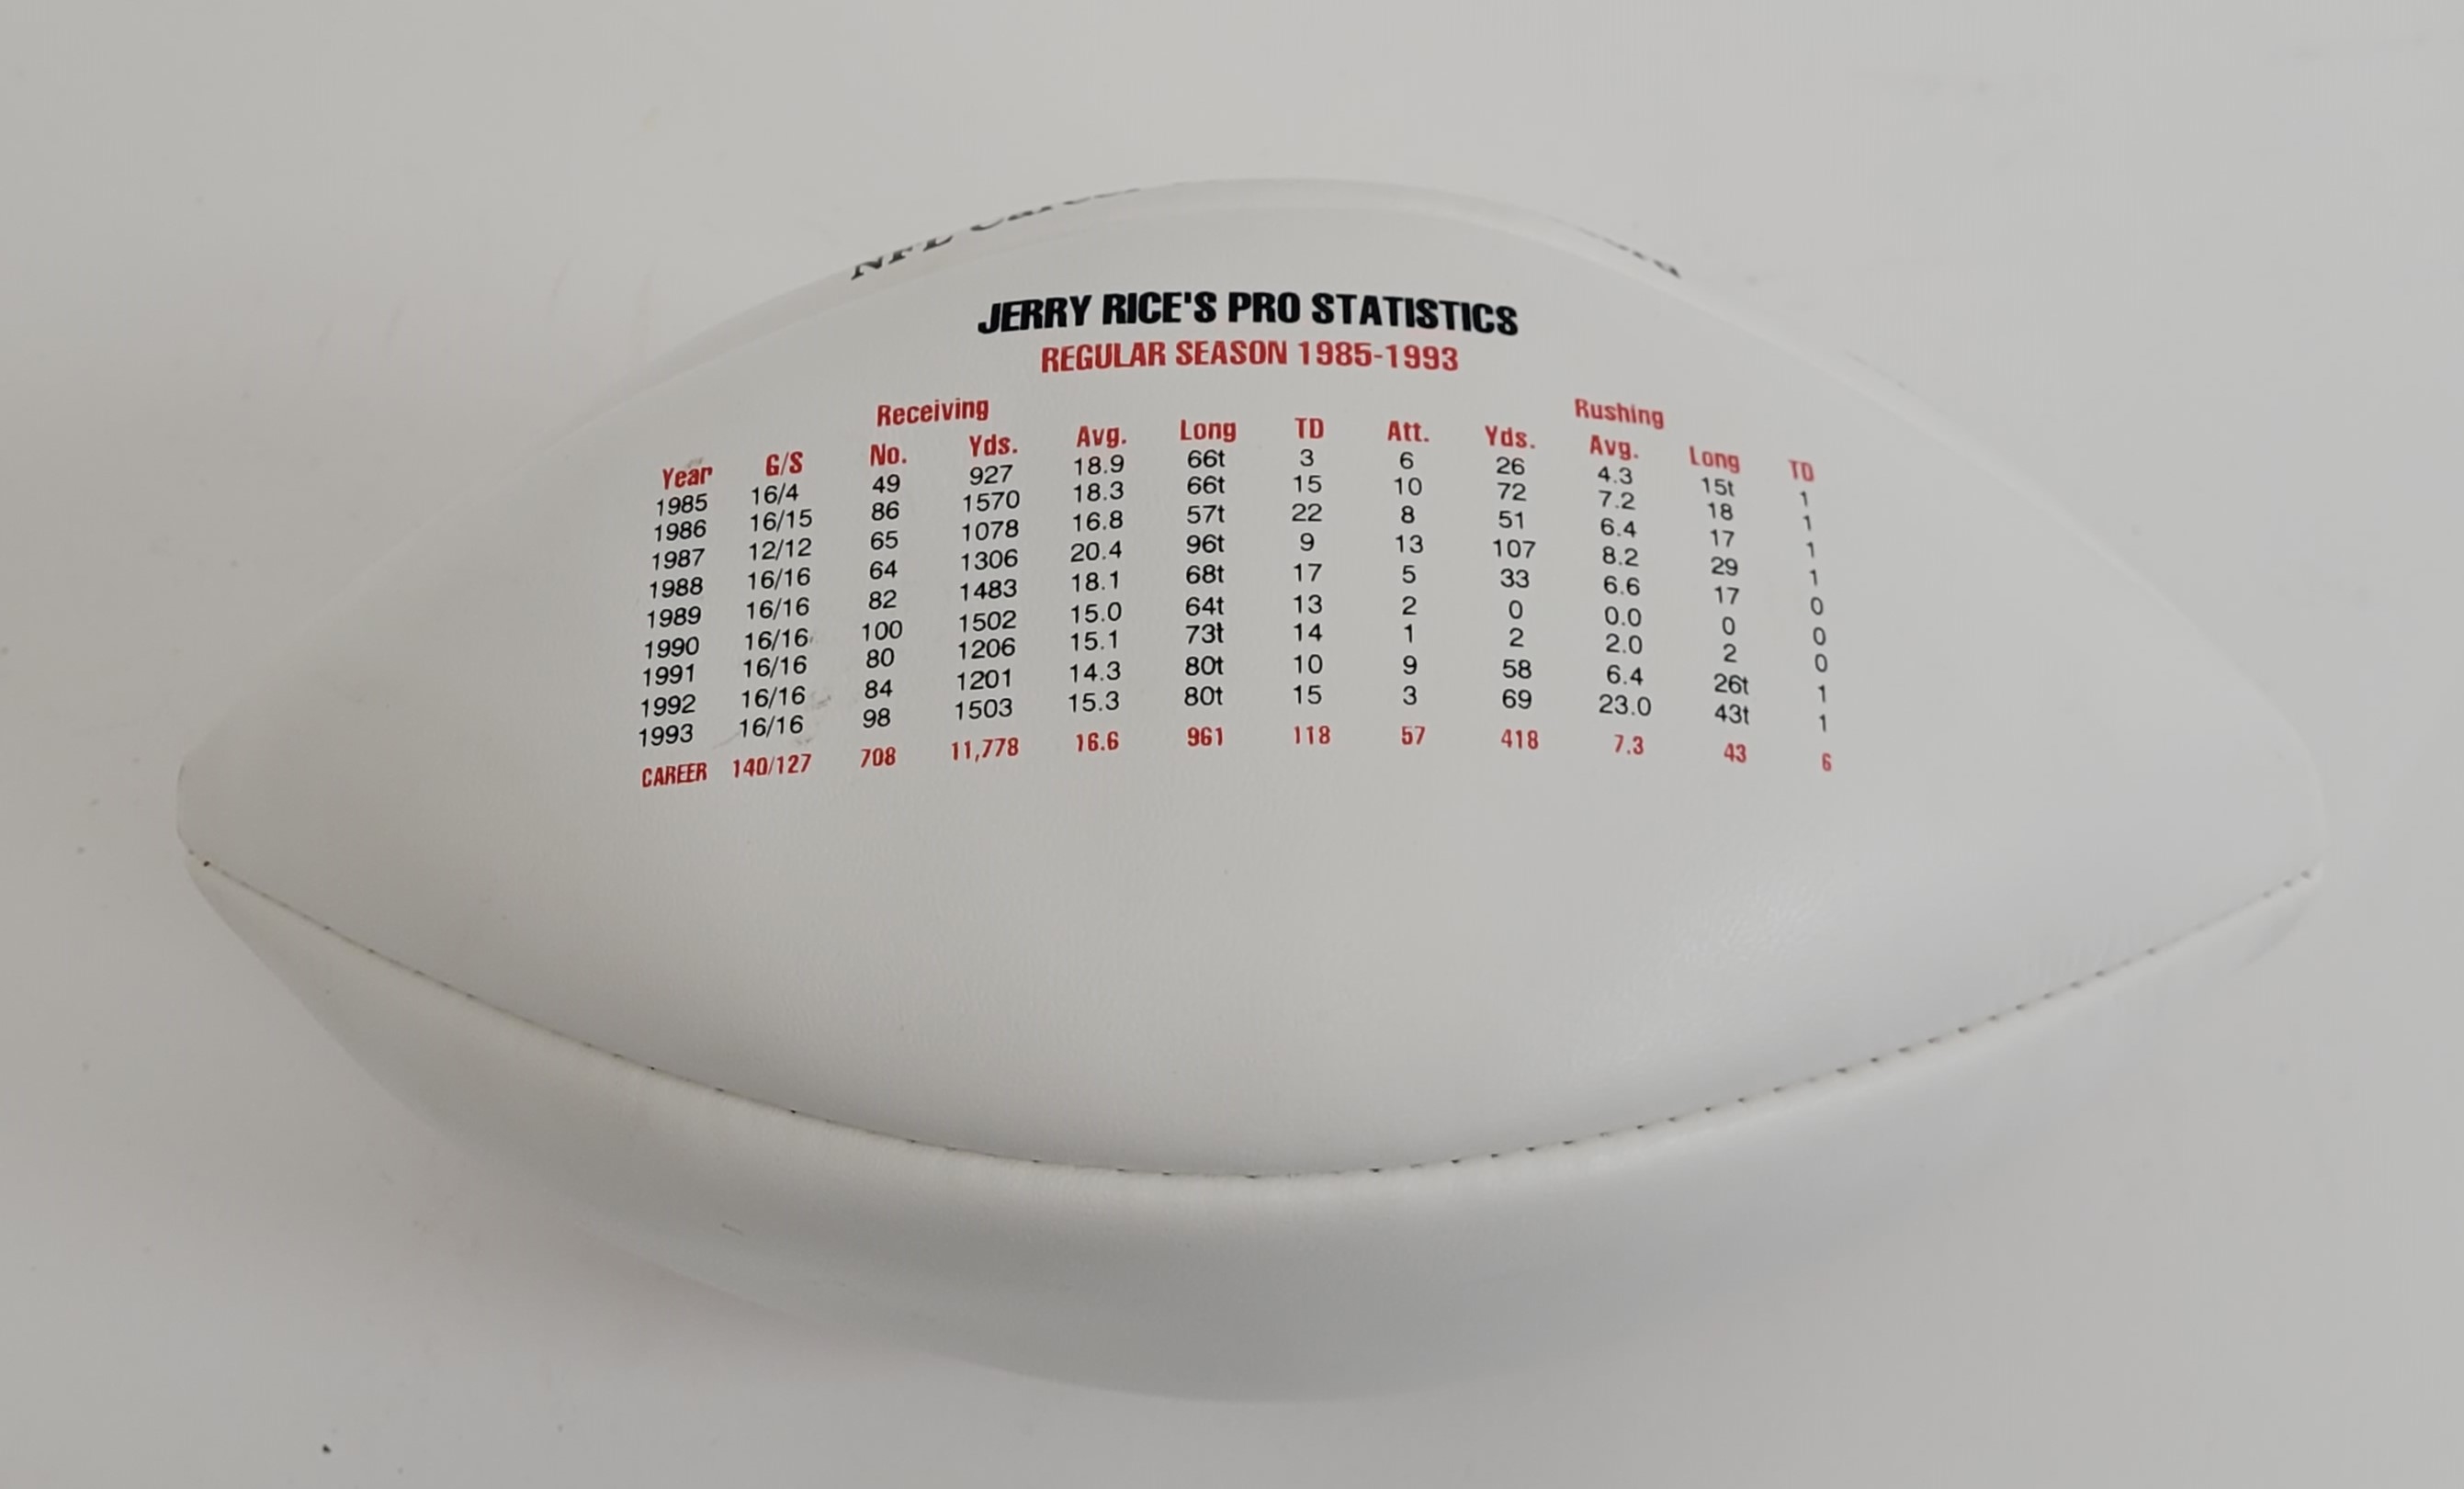 NFL Career
JERRY RICE'S PRO STATISTICS
REGULAR SEASON 1985-1993
Receiving Rushing
Year G/S No. Yds. Avg. Long TD Att. Yds. Avg. Long TD
1985 16/4 49 927 18.9 66t 3 6 26 4.3 15t 1
1986 16/15 86 1570 18.3 66t 15 10 72 7.2 18 1
1987 12/12 65 1078 16.8 57t 22 8 51 6.4 17 1
1988 16/16 64 1306 20.4 96t 9 13 107 8.2 29 1
1989 16/16 82 1483 18.1 68t 17 5 33 6.6 17 0
1990 16/16 100 1502 15.0 64t 13 2 0 0.0 0 0
1991 16/16 80 1206 15.1 73t 14 1 2 2.0 2 0
1992 16/16 84 1201 14.3 80t 10 9 58 6.4 26t 1
1993 16/16 98 1503 15.3 80t 15 3 69 23.0 43t 1
CAREER 140/127 708 11,778 16.6 961 118 57 418 7.3 43 6